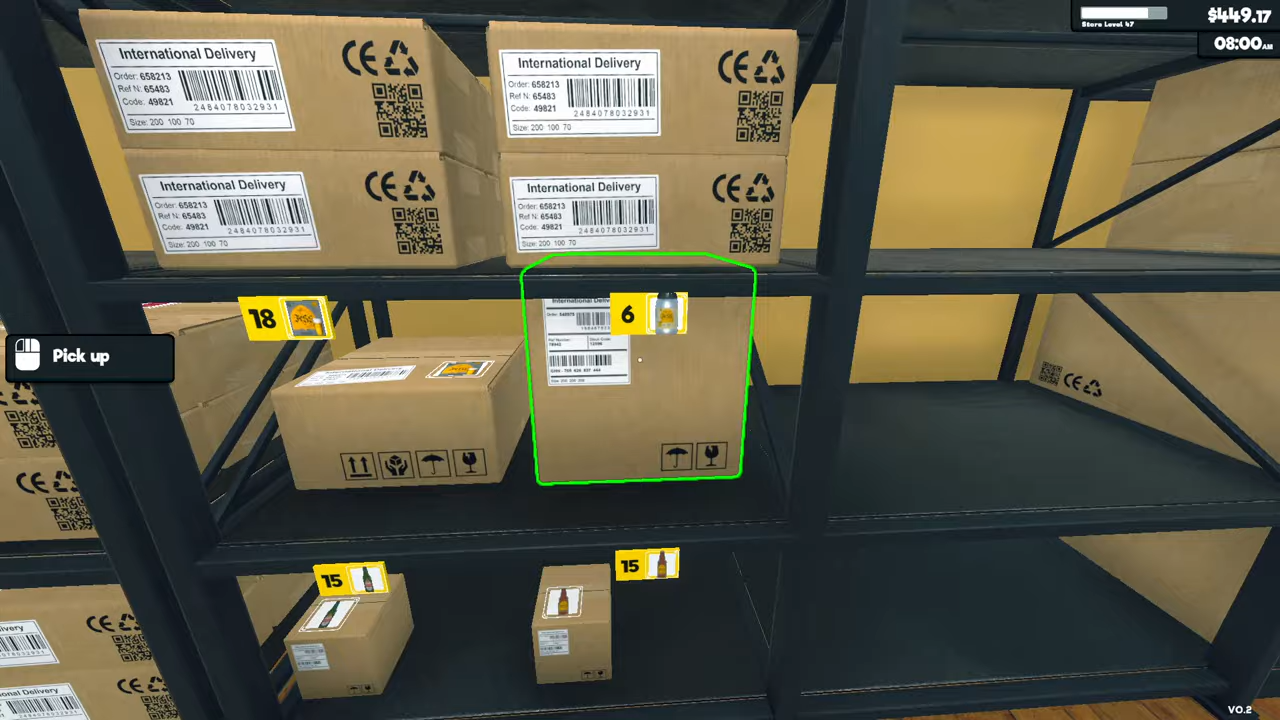 $449.17
Store Level 47
08:00AM
International Delivery
Order: 658213
Ref N: 65483
Code: 49821
2484078032931
Size: 200 100 70
CE
International Delivery
Order: 658213
Ref N: 65483
Code: 49821
2484078032931
Size: 200 100 70
CE
International Delivery
Order: 658213
Ref N: 65483
Code: 49821
2484078032931
Size: 200 100 70
CE
International Delivery
Order: 658213
Ref N: 65483
Code: 49821
2484078032931
Size: 200 100 70
CE
18
6
International
Pick up
CE
CE
15
15
CE
CE
V0.2